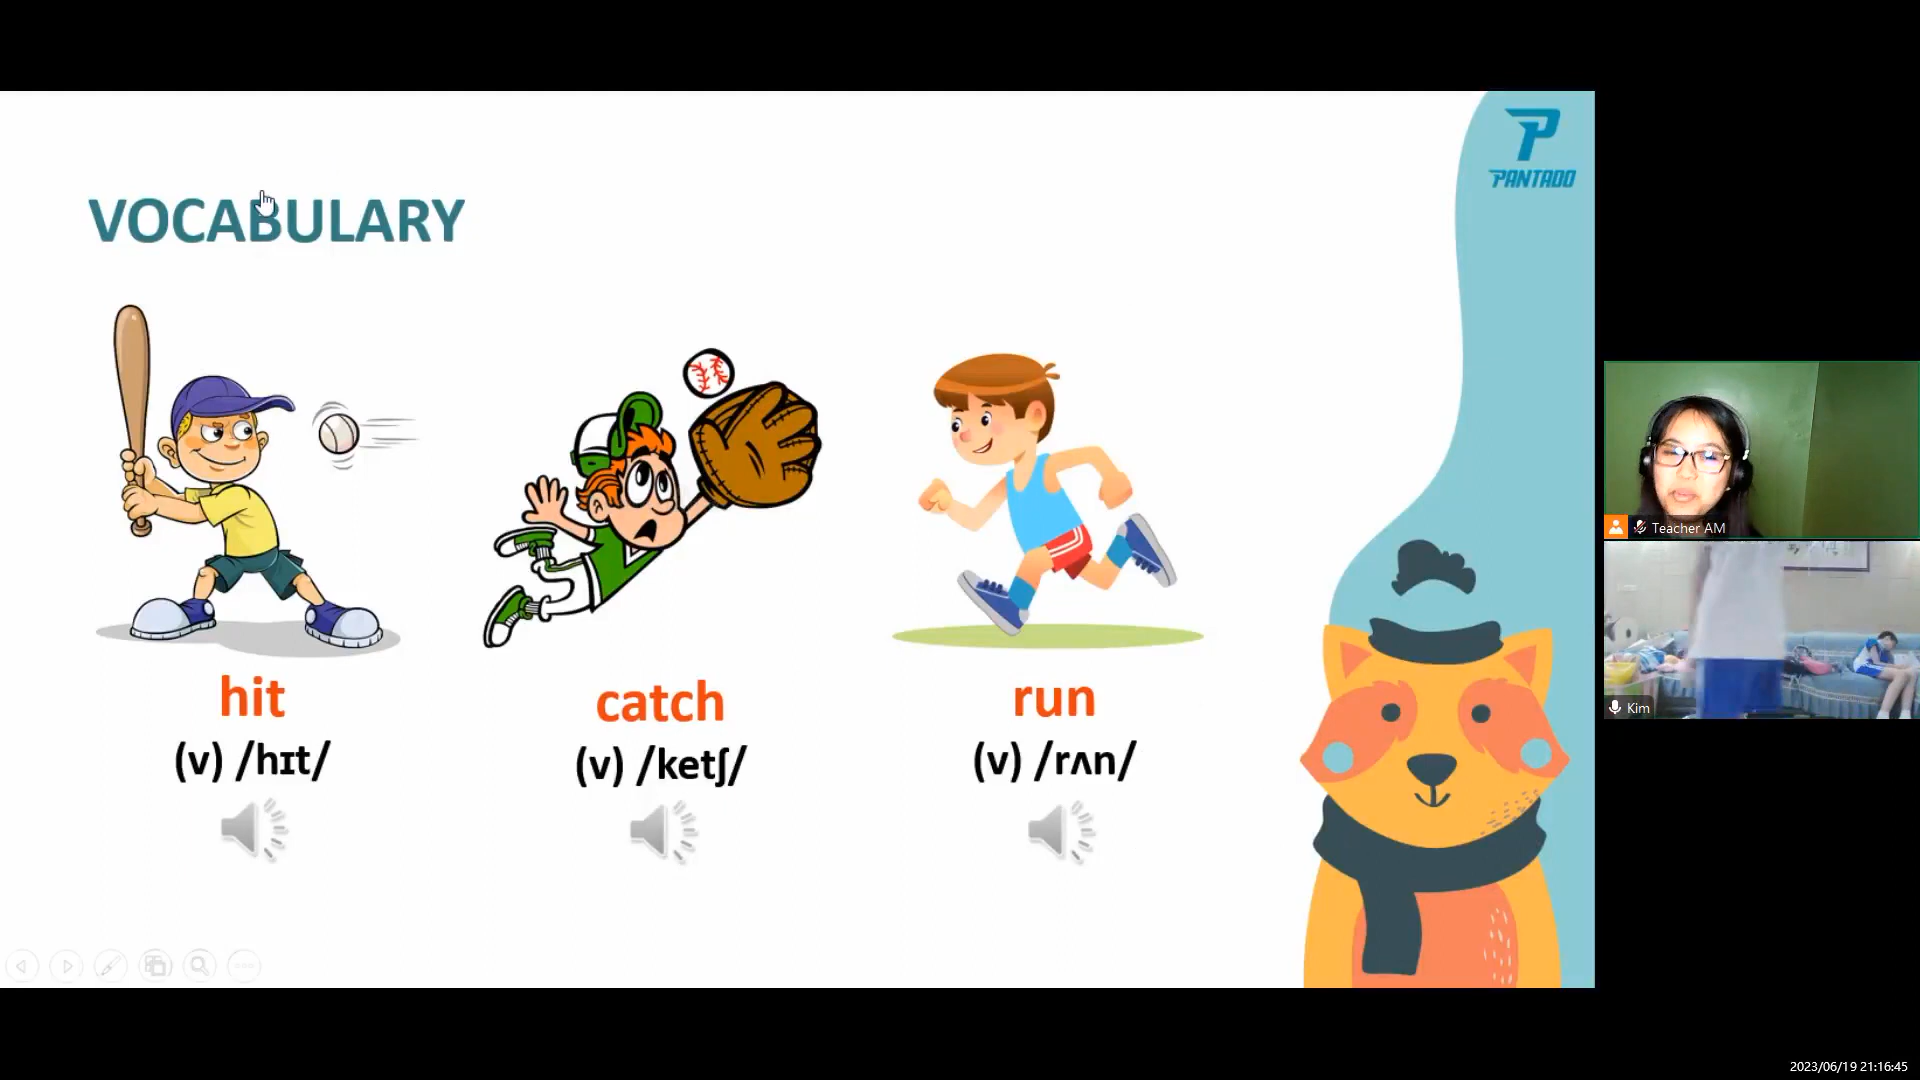 PANTADO
VOCABULARY
hit
(v) /hɪt/
catch
(v) /ketʃ/
run
(v) /rʌn/
Teacher AM
Kim
2023/06/19 21:16:45